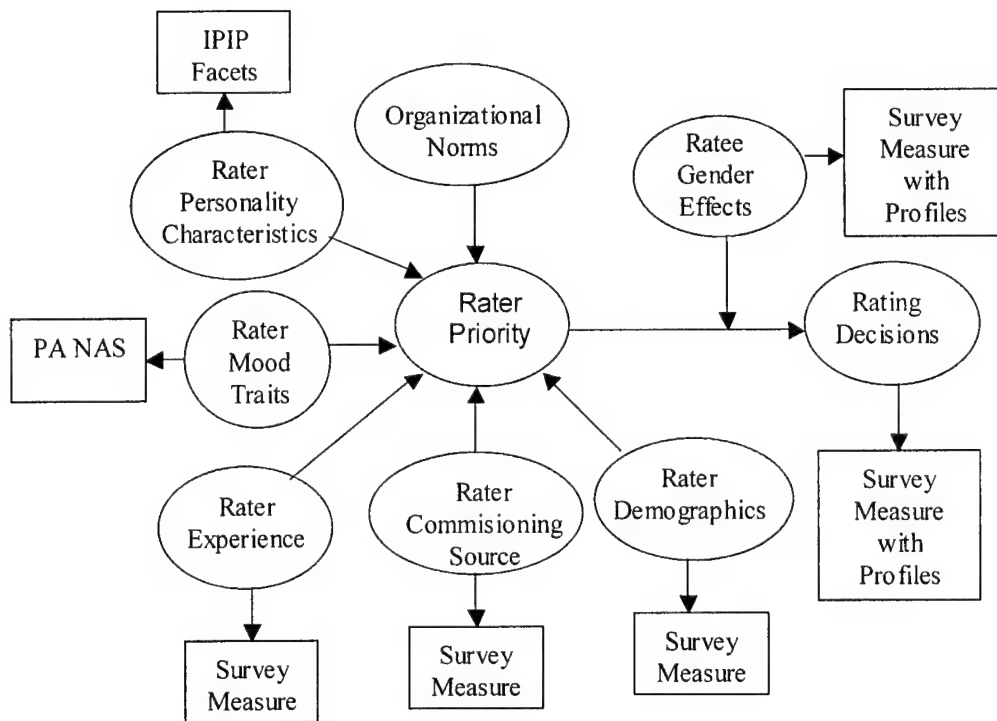 IPIP
Facets
Organizational
Norms
Rater
Personality
Characteristics
Ratee
Gender
Effects
Survey
Measure
with
Profiles
Rater
Priority
Rating
Decisions
PA NAS
Rater
Mood
Traits
Rater
Experience
Rater
Commisioning
Source
Rater
Demographics
Survey
Measure
with
Profiles
Survey
Measure
Survey
Measure
Survey
Measure